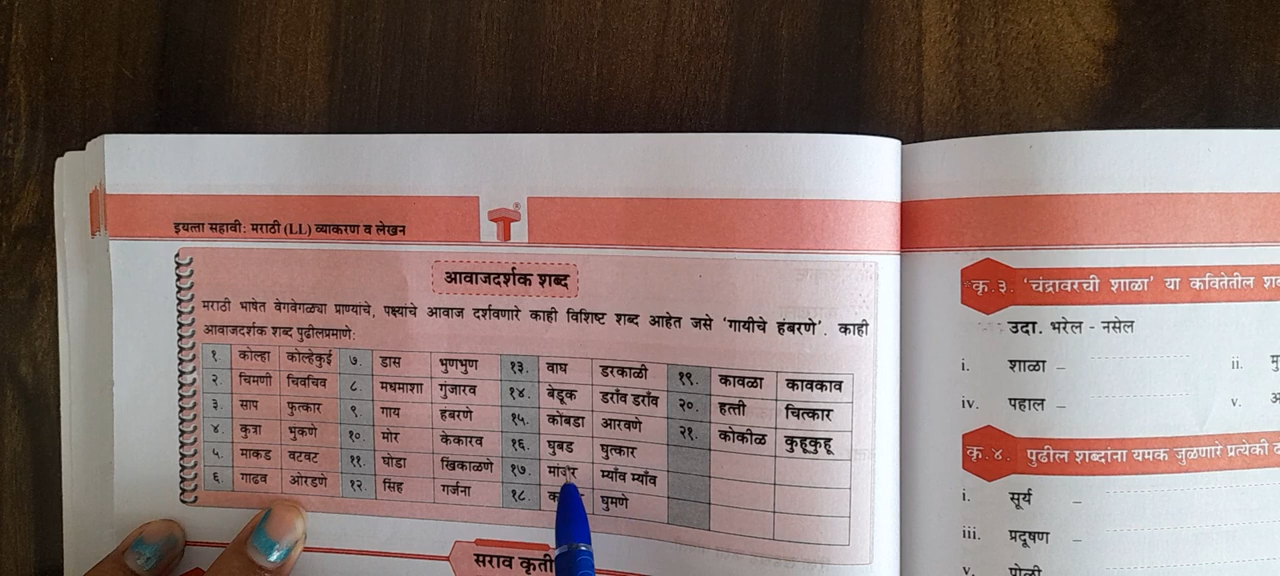 इयत्ता सहावी: मराठी (LL) व्याकरण व लेखन
T®
आवाजदर्शक शब्द
मराठी भाषेत वेगवेगळ्या प्राण्यांचे, पक्ष्यांचे आवाज दर्शवणारे काही विशिष्ट शब्द आहेत जसे 'गायीचे हंबरणे'. काही
आवाजदर्शक शब्द पुढीलप्रमाणे:
१. कोल्हा कोल्हेकुई ७. डास भुणभुण १३. वाघ डरकाळी १९. कावळा कावकाव
२. चिमणी चिवचिव ८. मधमाशा गुंजारव १४. बेडूक डराँव डराँव २०. हत्ती चित्कार
३. साप फुत्कार ९. गाय हंबरणे १५. कोंबडा आरवणे २१. कोकीळ कुहूकुहू
४. कुत्रा भुंकणे १०. मोर केकारव १६. घुबड घुत्कार
५. माकड वटवट ११. घोडा खिंकाळणे १७. मांजर म्याँव म्याँव
६. गाढव ओरडणे १२. सिंह गर्जना १८. घुमणे
सराव कृती
कृ.३. 'चंद्रावरची शाळा' या कवितेतील
उदा. भरेल - नसेल
i. शाळा – ii.
iv. पहाल – v.
कृ.४. पुढील शब्दांना यमक जुळणारे प्रत्येकी
i. सूर्य –
iii. प्रदूषण –
v. पोळी